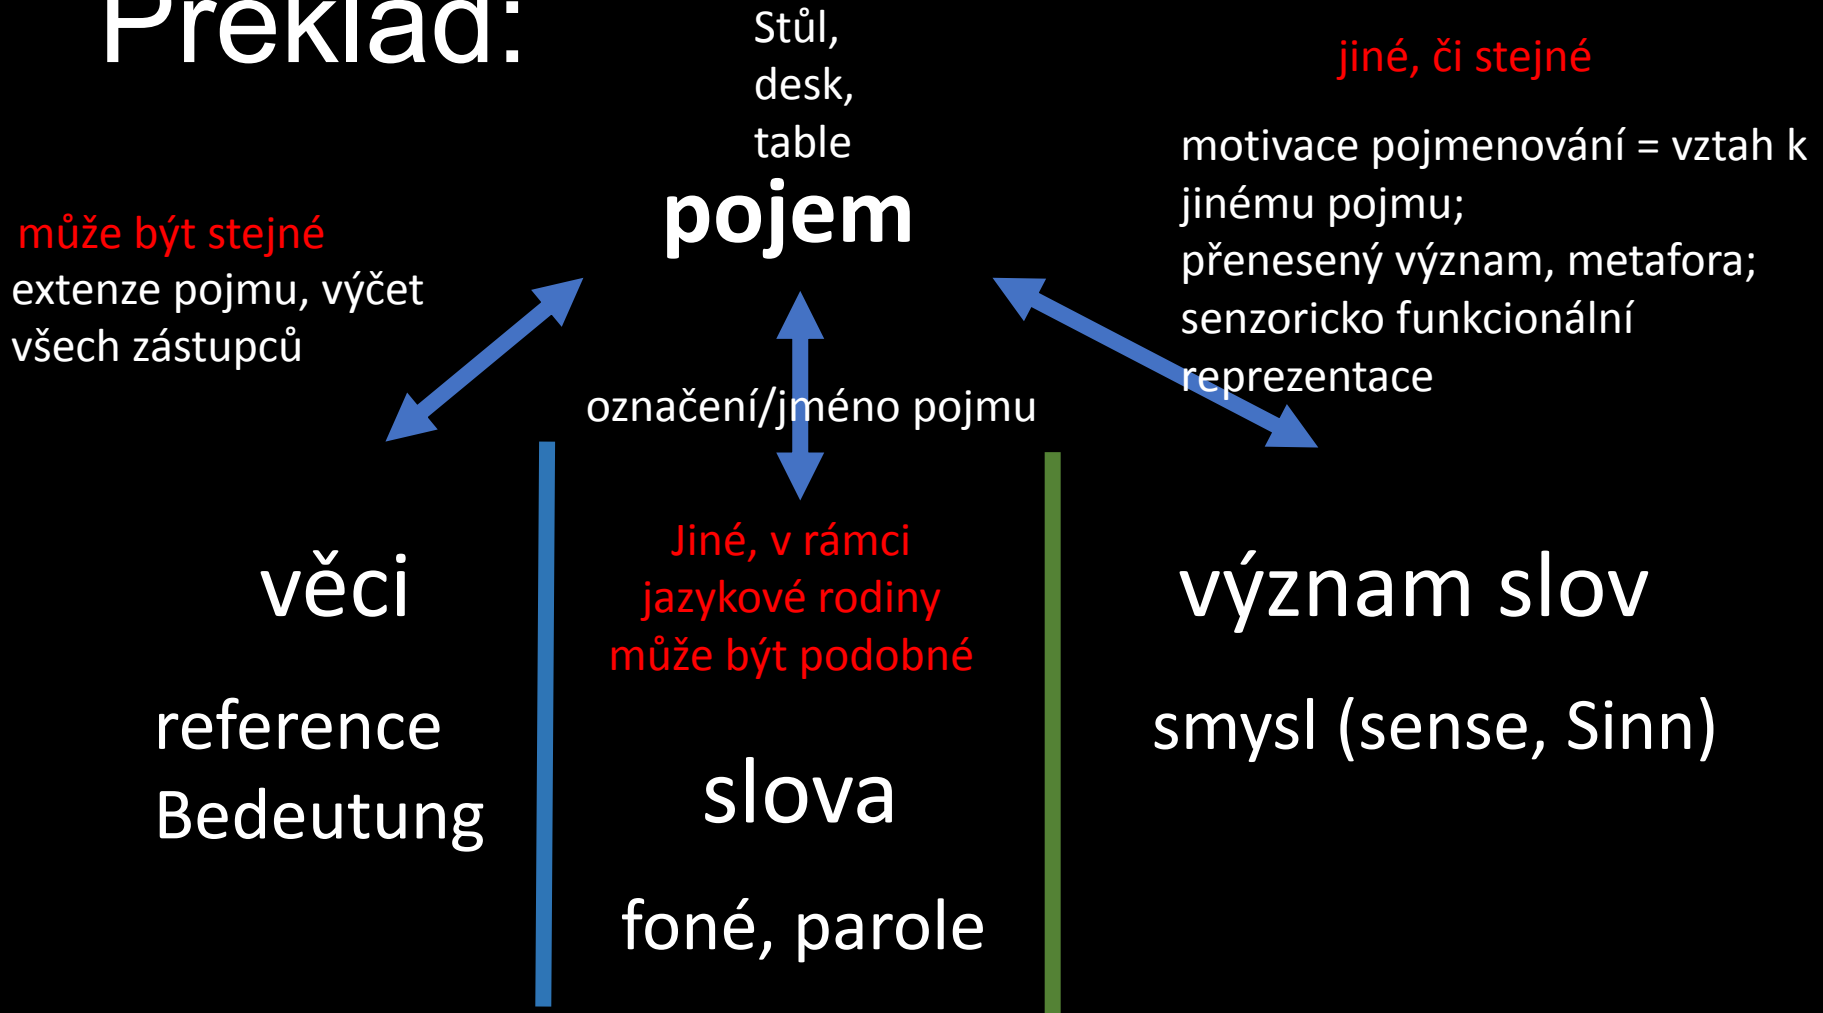 Překlad:
Stůl,
desk,
table
pojem
může být stejné
extenze pojmu, výčet
všech zástupců
jiné, či stejné
motivace pojmenování = vztah k
jinému pojmu;
přenesený význam, metafora;
senzoricko funkcionální
reprezentace
označení/jméno pojmu
věci
reference
Bedeutung
Jiné, v rámci
jazykové rodiny
může být podobné
slova
foné, parole
význam slov
smysl (sense, Sinn)